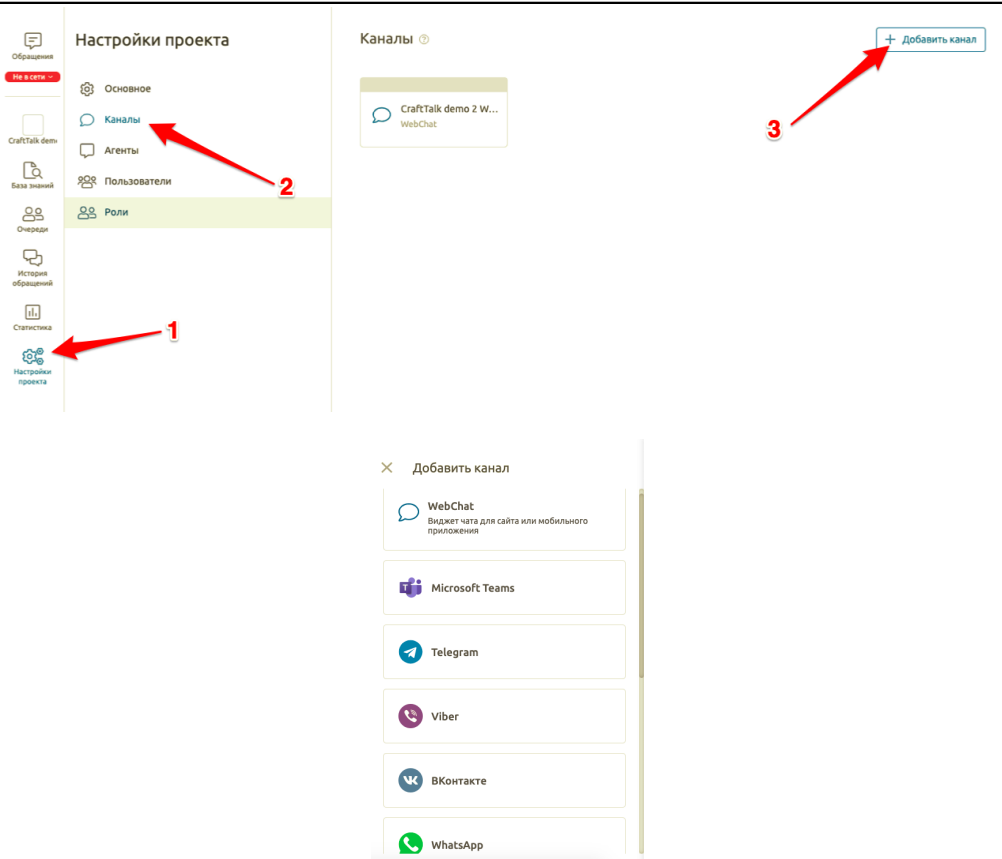 Обращения
Не в сети
CraftTalk demo
База знаний
Очереди
История
обращений
Статистика
Настройки
проекта
Настройки проекта
Основное
Каналы
Агенты
Пользователи
Роли
1
2
Каналы ?
+ Добавить канал
CraftTalk demo 2 W...
WebChat
3
× Добавить канал
WebChat
Виджет чата для сайта или мобильного
приложения
Microsoft Teams
Telegram
Viber
ВКонтакте
WhatsApp